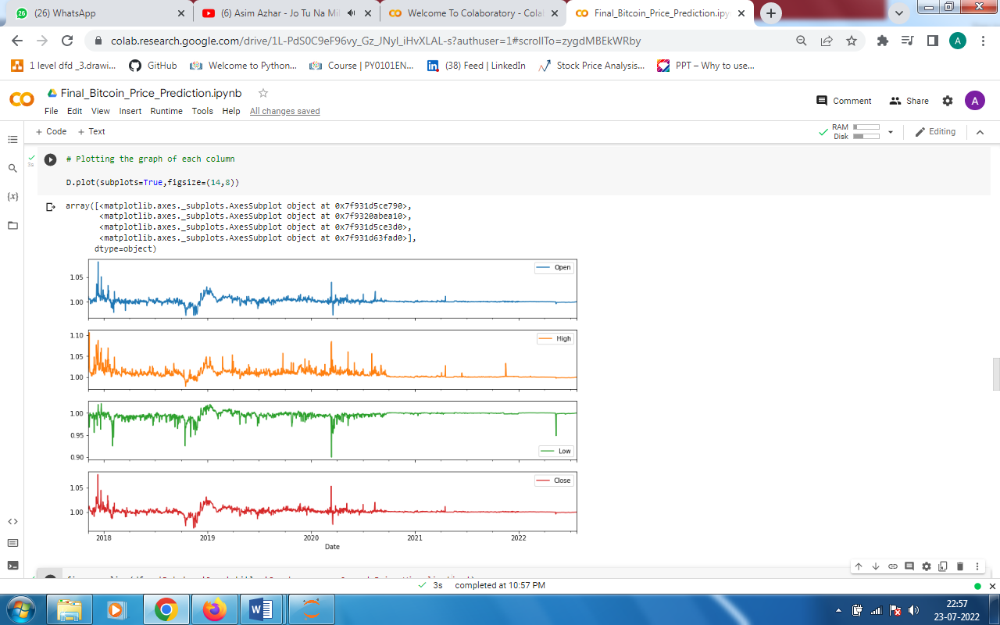 26 (26) WhatsApp
(6) Asim Azhar - Jo Tu Na Mil
Welcome To Colaboratory - Colab
Final_Bitcoin_Price_Prediction.ipyn
colab.research.google.com/drive/1L-PdS0C9eF96vy_Gz_JNyl_iHvXLAL-s?authuser=1#scrollTo=zygdMBEkWRby
A
1 level dfd _3.drawi...
GitHub
Welcome to Python...
Course | PY0101EN...
(38) Feed | LinkedIn
Stock Price Analysis...
PPT – Why to use...
Final_Bitcoin_Price_Prediction.ipynb
Comment
Share
A
File Edit View Insert Runtime Tools Help All changes saved
+ Code + Text
RAM
Disk
Editing
3s
# Plotting the graph of each column
D.plot(subplots=True,figsize=(14,8))
{x}
array([<matplotlib.axes._subplots.AxesSubplot object at 0x7f931d5ce790>,
<matplotlib.axes._subplots.AxesSubplot object at 0x7f9320abea10>,
<matplotlib.axes._subplots.AxesSubplot object at 0x7f931d5ce3d0>,
<matplotlib.axes._subplots.AxesSubplot object at 0x7f931d63fad0>],
dtype=object)
Open
1.05
1.00
1.10
High
1.05
1.00
1.00
0.95
Low
0.90
Close
1.05
1.00
2018 2019 2020 2021 2022
Date
3s completed at 10:57 PM
22:57
23-07-2022